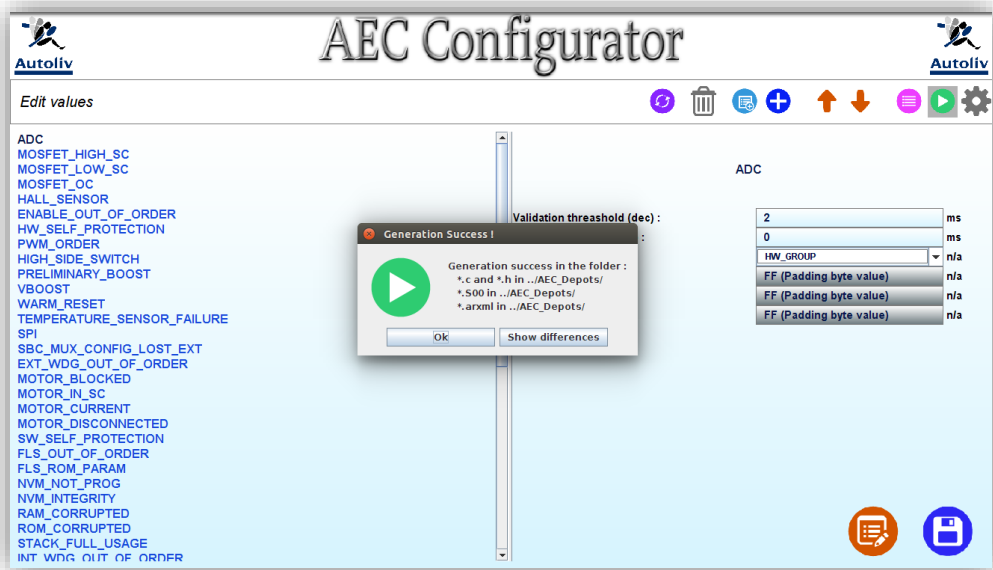 AEC Configurator
Autoliv
Autoliv
Edit values
ADC
MOSFET_HIGH_SC
MOSFET_LOW_SC
MOSFET_OC
HALL_SENSOR
ENABLE_OUT_OF_ORDER
HW_SELF_PROTECTION
PWM_ORDER
HIGH_SIDE_SWITCH
PRELIMINARY_BOOST
VBOOST
WARM_RESET
TEMPERATURE_SENSOR_FAILURE
SPI
SBC_MUX_CONFIG_LOST_EXT
EXT_WDG_OUT_OF_ORDER
MOTOR_BLOCKED
MOTOR_IN_SC
MOTOR_CURRENT
MOTOR_DISCONNECTED
SW_SELF_PROTECTION
FLS_OUT_OF_ORDER
FLS_ROM_PARAM
NVM_NOT_PROG
NVM_INTEGRITY
RAM_CORRUPTED
ROM_CORRUPTED
STACK_FULL_USAGE
INT_WDG_OUT_OF_ORDER
ADC
Validation threashold (dec) : 2 ms
: 0 ms
HW_GROUP n/a
FF (Padding byte value) n/a
FF (Padding byte value) n/a
FF (Padding byte value) n/a
Generation Success !
Generation success in the folder :
*.c and *.h in ../AEC_Depots/
*.S00 in ../AEC_Depots/
*.arxml in ../AEC_Depots/
Ok
Show differences